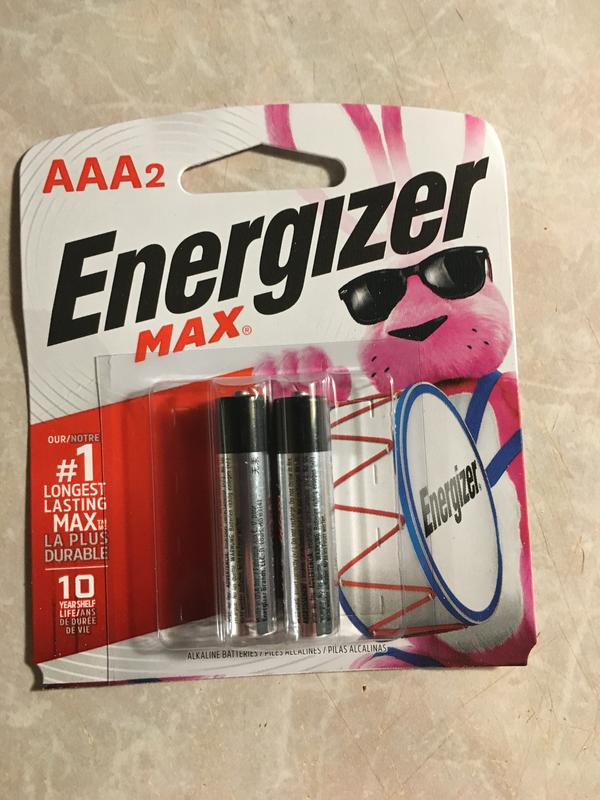 AAA2
Energizer
MAX®
OUR/NOTRE
#1
LONGEST
LASTING
MAX
LA PLUS
DURABLE
10
YEAR SHELF
LIFE/ANS
DE DURÉE
DE VIE
Energizer
ALKALINE BATTERIES / PILES ALCALINES / PILAS ALCALINAS